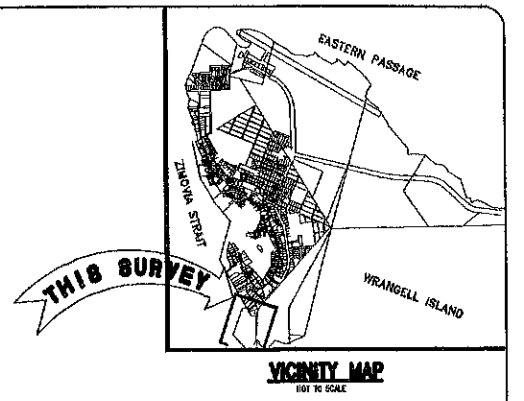 EASTERN PASSAGE
ZIMOVIA STRAIT
THIS SURVEY
WRANGELL ISLAND
VICINITY MAP
NOT TO SCALE